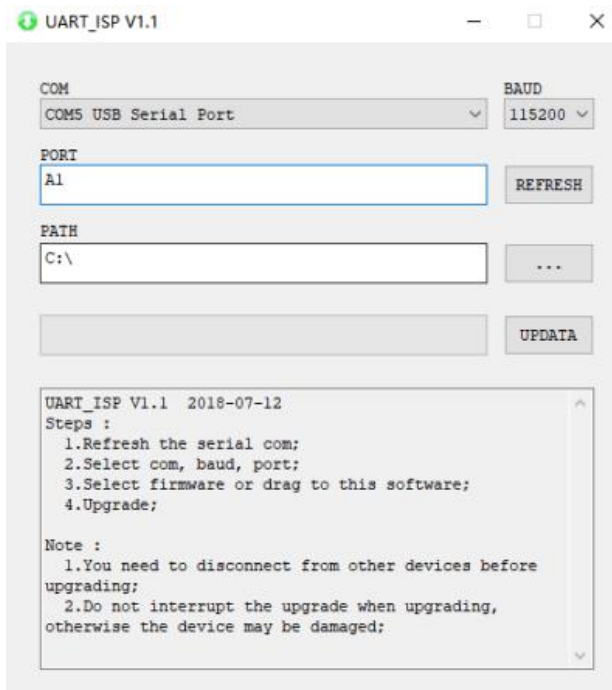 UART_ISP V1.1
COM
BAUD
COM5 USB Serial Port
115200
PORT
A1
REFRESH
PATH
C:\
...
UPDATA
UART_ISP V1.1  2018-07-12
Steps :
1.Refresh the serial com;
2.Select com, baud, port;
3.Select firmware or drag to this software;
4.Upgrade;
Note :
1.You need to disconnect from other devices before
upgrading;
2.Do not interrupt the upgrade when upgrading,
otherwise the device may be damaged;